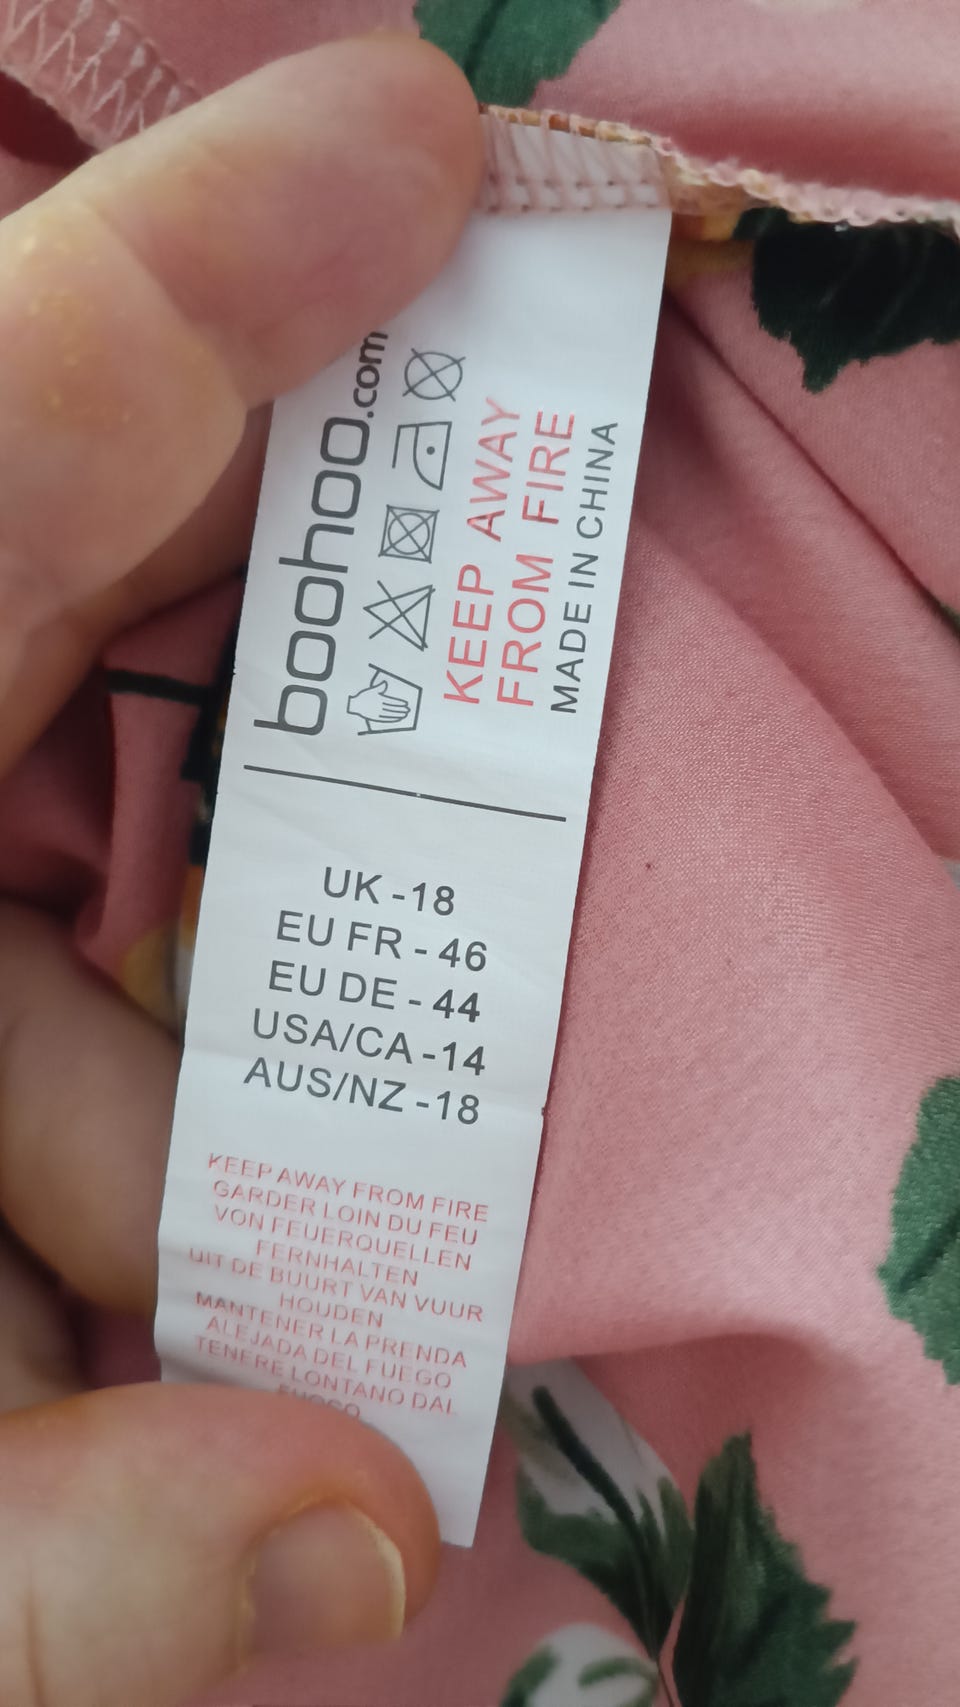 boohoo.com
KEEP AWAY
FROM FIRE
MADE IN CHINA
UK -18
EU FR - 46
EU DE - 44
USA/CA -14
AUS/NZ -18
KEEP AWAY FROM FIRE
GARDER LOIN DU FEU
VON FEUERQUELLEN
FERNHALTEN
UIT DE BUURT VAN VUUR
HOUDEN
MANTENER LA PRENDA
ALEJADA DEL FUEGO
TENERE LONTANO DAL
FUOCO